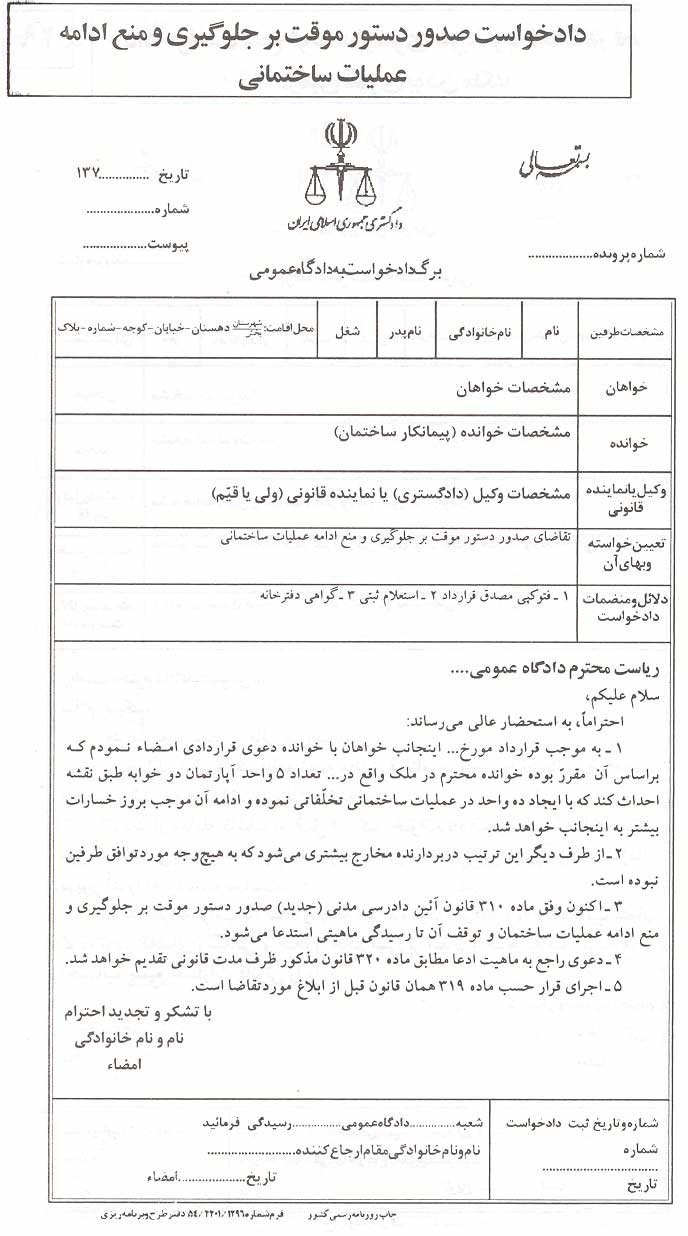 دادخواست صدور دستور موقت بر جلوگیری و منع ادامه
عملیات ساختمانی
بسمه تعالی
تاریخ ..............۱۳۷
شماره....................
پیوست...................
دادگستری جمهوری اسلامی ایران
شماره پرونده...................
برگ دادخواست به دادگاه عمومی
مشخصات طرفین نام نام خانوادگی نام پدر شغل محل اقامت: شهرستان بخش دهستان-خیابان-کوچه-شماره-پلاک
خواهان مشخصات خواهان
خوانده مشخصات خوانده (پیمانکار ساختمان)
وکیل یا نماینده قانونی مشخصات وکیل (دادگستری) یا نماینده قانونی (ولی یا قیّم)
تعیین خواسته وبهای آن تقاضای صدور دستور موقت بر جلوگیری و منع ادامه عملیات ساختمانی
دلائل و منضمات دادخواست ۱ـ فتوکپی مصدق قرارداد ۲ـ استعلام ثبتی ۳ـ گواهی دفترخانه
ریاست محترم دادگاه عمومی....
سلام علیکم،
احتراماً، به استحضار عالی می‌رساند:
۱ـ به موجب قرارداد مورخ... اینجانب خواهان با خوانده دعوی قراردادی امضاء نمودم که
براساس آن مقررّ بوده خوانده محترم در ملک واقع در... تعداد ۵ واحد آپارتمان دو خوابه طبق نقشه
احداث کند که با ایجاد ده واحد در عملیات ساختمانی تخلّفاتی نموده و ادامه آن موجب بروز خسارات
بیشتر به اینجانب خواهد شد.
۲ـ از طرف دیگر این ترتیب دربردارنده مخارج بیشتری می‌شود که به هیچ‌وجه موردتوافق طرفین
نبوده است.
۳ـ اکنون وفق ماده ۳۱۰ قانون آئین دادرسی مدنی (جدید) صدور دستور موقت بر جلوگیری و
منع ادامه عملیات ساختمان و توقف آن تا رسیدگی ماهیتی استدعا می‌شود.
۴ـ دعوی راجع به ماهیت ادعا مطابق ماده ۳۲۰ قانون مذکور ظرف مدت قانونی تقدیم خواهد شد.
۵ـ اجرای قرار حسب ماده ۳۱۹ همان قانون قبل از ابلاغ موردتقاضا است.
با تشکر و تجدید احترام
نام و نام خانوادگی
امضاء
شماره و تاریخ ثبت دادخواست
شماره
................................
تاریخ
شعبه..............دادگاه عمومی...............رسیدگی فرمائید
نام و نام خانوادگی مقام ارجاع کننده.........................
تاریخ....................امضاء
چاپ روزنامه رسمی کشور فرم شماره ۵۴/۲۲۰۱/۱۲۹۶ دفتر طرح و برنامه ریزی